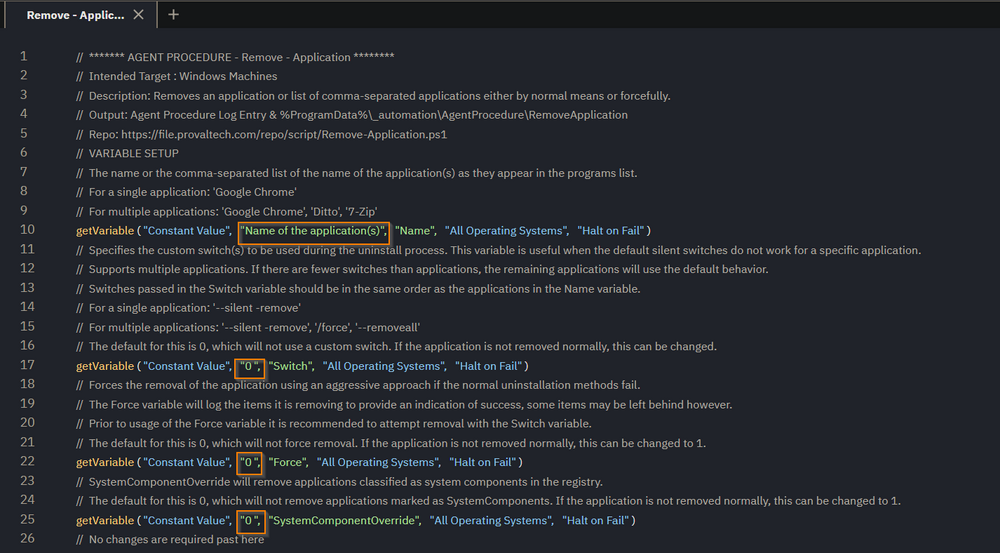 Remove - Applic... × +
1 // ******* AGENT PROCEDURE - Remove - Application ********
2 // Intended Target : Windows Machines
3 // Description: Removes an application or list of comma-separated applications either by normal means or forcefully.
4 // Output: Agent Procedure Log Entry & %ProgramData%\_automation\AgentProcedure\RemoveApplication
5 // Repo: https://file.provaltech.com/repo/script/Remove-Application.ps1
6 // VARIABLE SETUP
7 // The name or the comma-separated list of the name of the application(s) as they appear in the programs list.
8 // For a single application: 'Google Chrome'
9 // For multiple applications: 'Google Chrome', 'Ditto', '7-Zip'
10 getVariable ( "Constant Value", "Name of the application(s)", "Name", "All Operating Systems", "Halt on Fail" )
11 // Specifies the custom switch(s) to be used during the uninstall process. This variable is useful when the default silent switches do not work for a specific application.
12 // Supports multiple applications. If there are fewer switches than applications, the remaining applications will use the default behavior.
13 // Switches passed in the Switch variable should be in the same order as the applications in the Name variable.
14 // For a single application: '--silent -remove'
15 // For multiple applications: '--silent -remove', '/force', '--removeall'
16 // The default for this is 0, which will not use a custom switch. If the application is not removed normally, this can be changed.
17 getVariable ( "Constant Value", "0 ", "Switch", "All Operating Systems", "Halt on Fail" )
18 // Forces the removal of the application using an aggressive approach if the normal uninstallation methods fail.
19 // The Force variable will log the items it is removing to provide an indication of success, some items may be left behind however.
20 // Prior to usage of the Force variable it is recommended to attempt removal with the Switch variable.
21 // The default for this is 0, which will not force removal. If the application is not removed normally, this can be changed to 1.
22 getVariable ( "Constant Value", "0 ", "Force", "All Operating Systems", "Halt on Fail" )
23 // SystemComponentOverride will remove applications classified as system components in the registry.
24 // The default for this is 0, which will not remove applications marked as SystemComponents. If the application is not removed normally, this can be changed to 1.
25 getVariable ( "Constant Value", "0 ", "SystemComponentOverride", "All Operating Systems", "Halt on Fail" )
26 // No changes are required past here